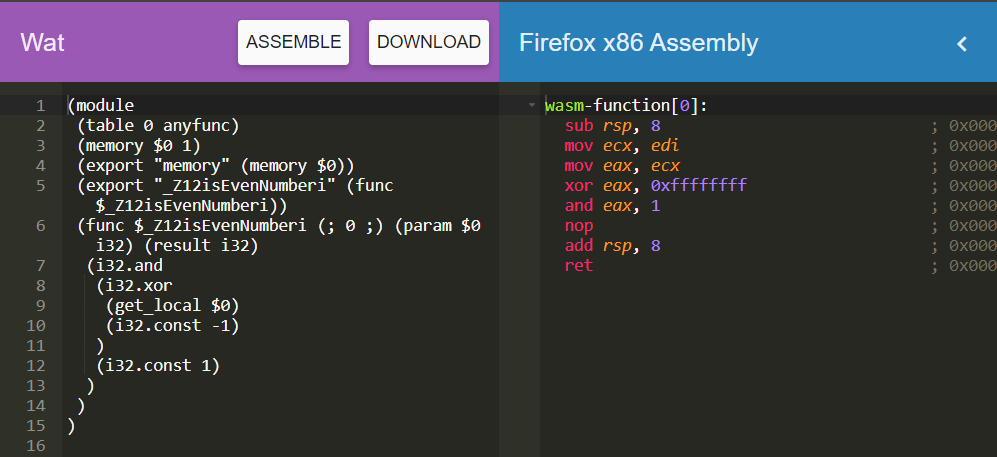 Wat
ASSEMBLE
DOWNLOAD
1 (module
2 (table 0 anyfunc)
3 (memory $0 1)
4 (export "memory" (memory $0))
5 (export "_Z12isEvenNumberi" (func
$_Z12isEvenNumberi))
6 (func $_Z12isEvenNumberi (; 0 ;) (param $0
i32) (result i32)
7 (i32.and
8 (i32.xor
9 (get_local $0)
10 (i32.const -1)
11 )
12 (i32.const 1)
13 )
14 )
15 )
16
Firefox x86 Assembly
wasm-function[0]:
sub rsp, 8 ; 0x000
mov ecx, edi ; 0x000
mov eax, ecx ; 0x000
xor eax, 0xffffffff ; 0x000
and eax, 1 ; 0x000
nop ; 0x000
add rsp, 8 ; 0x000
ret ; 0x000